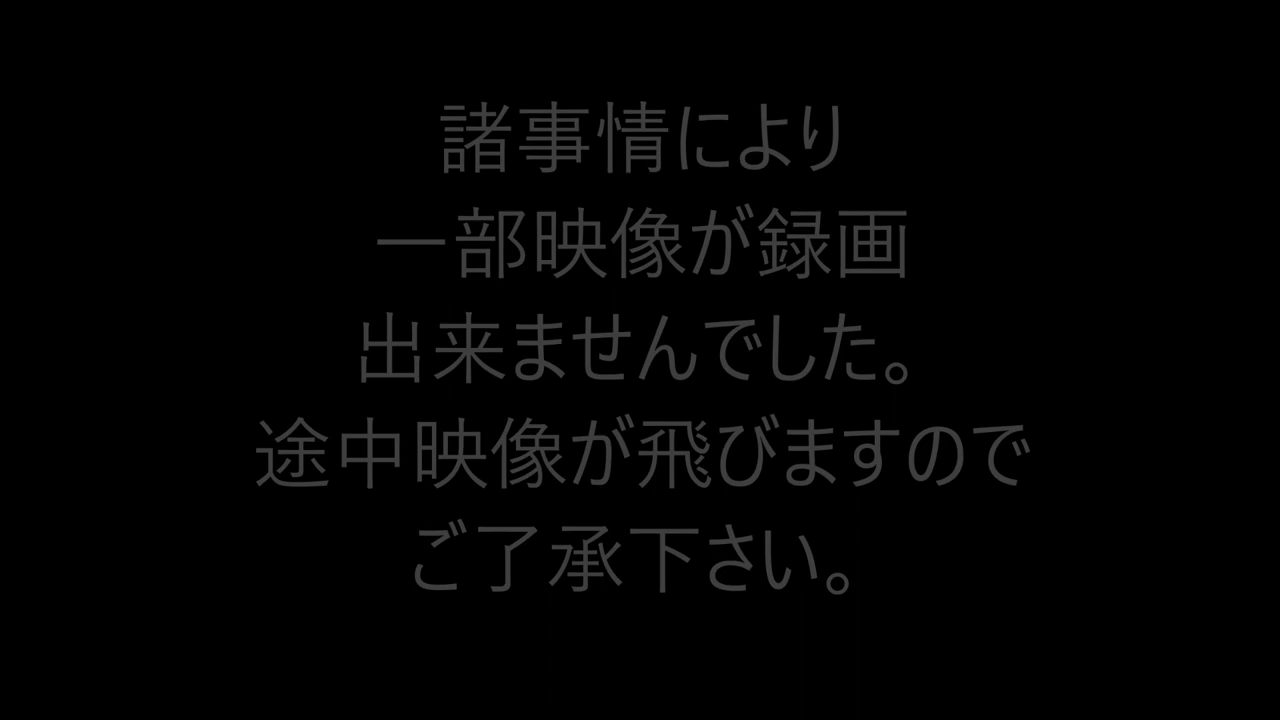 諸事情により
一部映像が録画
出来ませんでした。
途中映像が飛びますので
ご了承下さい。